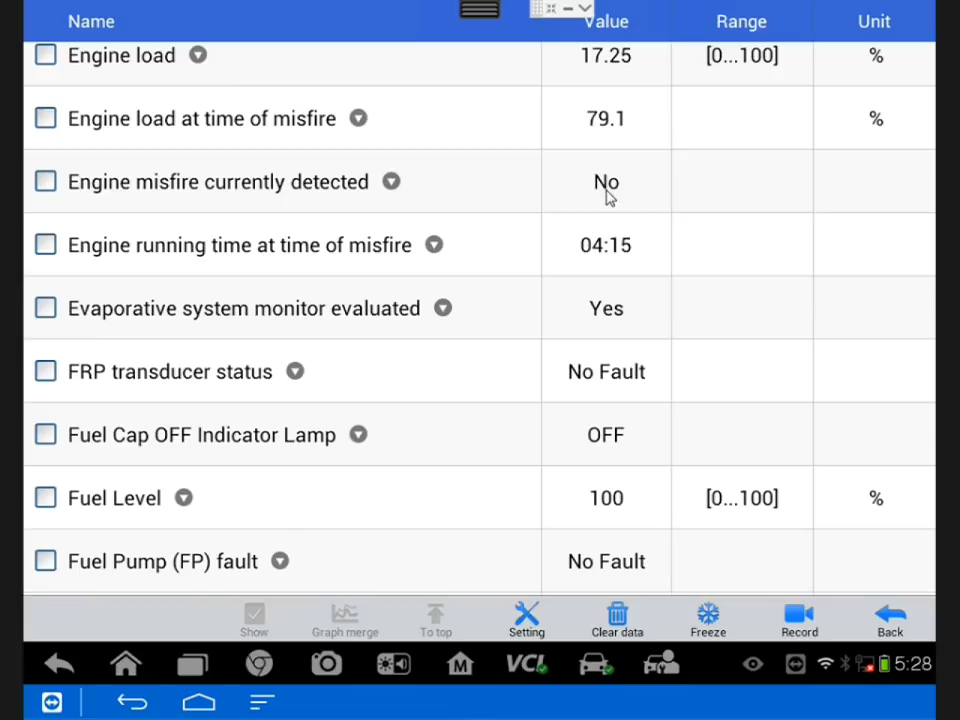 Name Value Range Unit
Engine load 17.25 [0...100] %
Engine load at time of misfire 79.1 %
Engine misfire currently detected No
Engine running time at time of misfire 04:15
Evaporative system monitor evaluated Yes
FRP transducer status No Fault
Fuel Cap OFF Indicator Lamp OFF
Fuel Level 100 [0...100] %
Fuel Pump (FP) fault No Fault
Show Graph merge To top Setting Clear data Freeze Record Back
M VCI 5:28